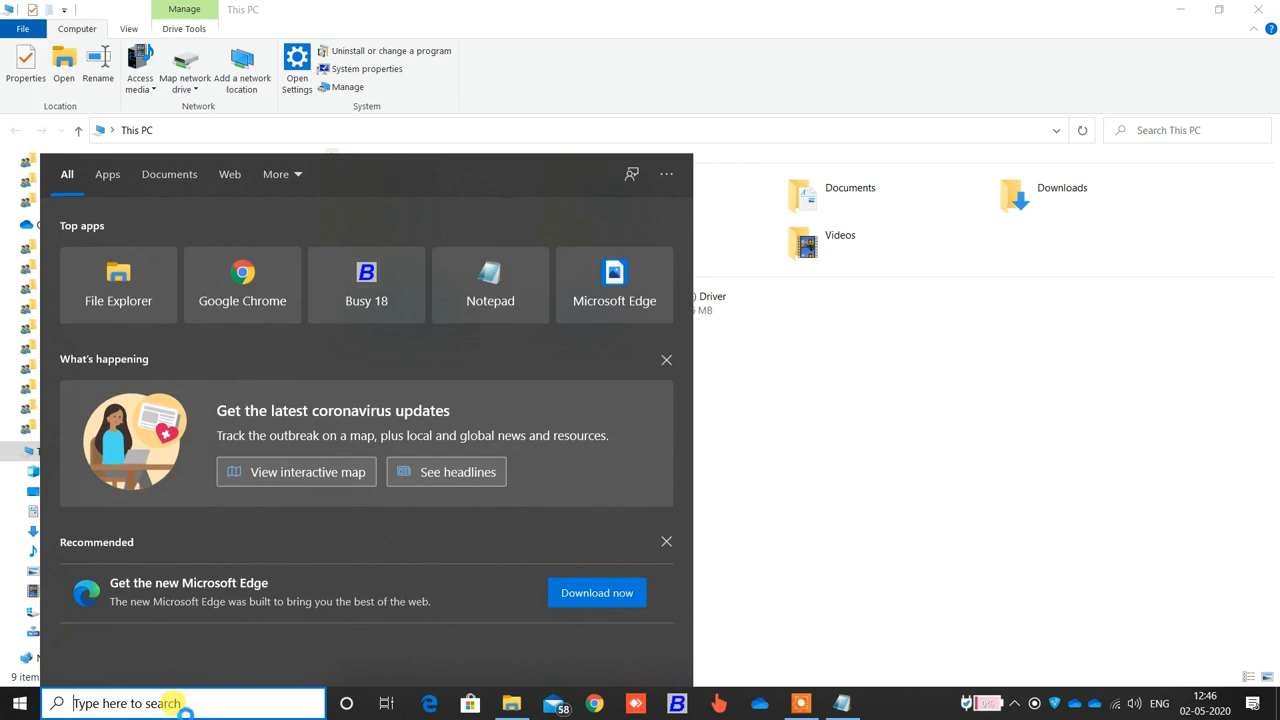 Manage
This PC
File
Computer
View
Drive Tools
Properties
Open
Rename
Access
media
Map network
drive
Add a network
location
Open
Settings
Uninstall or change a program
System properties
Manage
Location
Network
System
This PC
Search This PC
All
Apps
Documents
Web
More
Top apps
File Explorer
Google Chrome
Busy 18
Notepad
Microsoft Edge
What's happening
Get the latest coronavirus updates
Track the outbreak on a map, plus local and global news and resources.
View interactive map
See headlines
Recommended
Get the new Microsoft Edge
The new Microsoft Edge was built to bring you the best of the web.
Download now
Documents
Downloads
Videos
) Driver
MB
9 item
Type here to search
58
ENG
12:46
02-05-2020